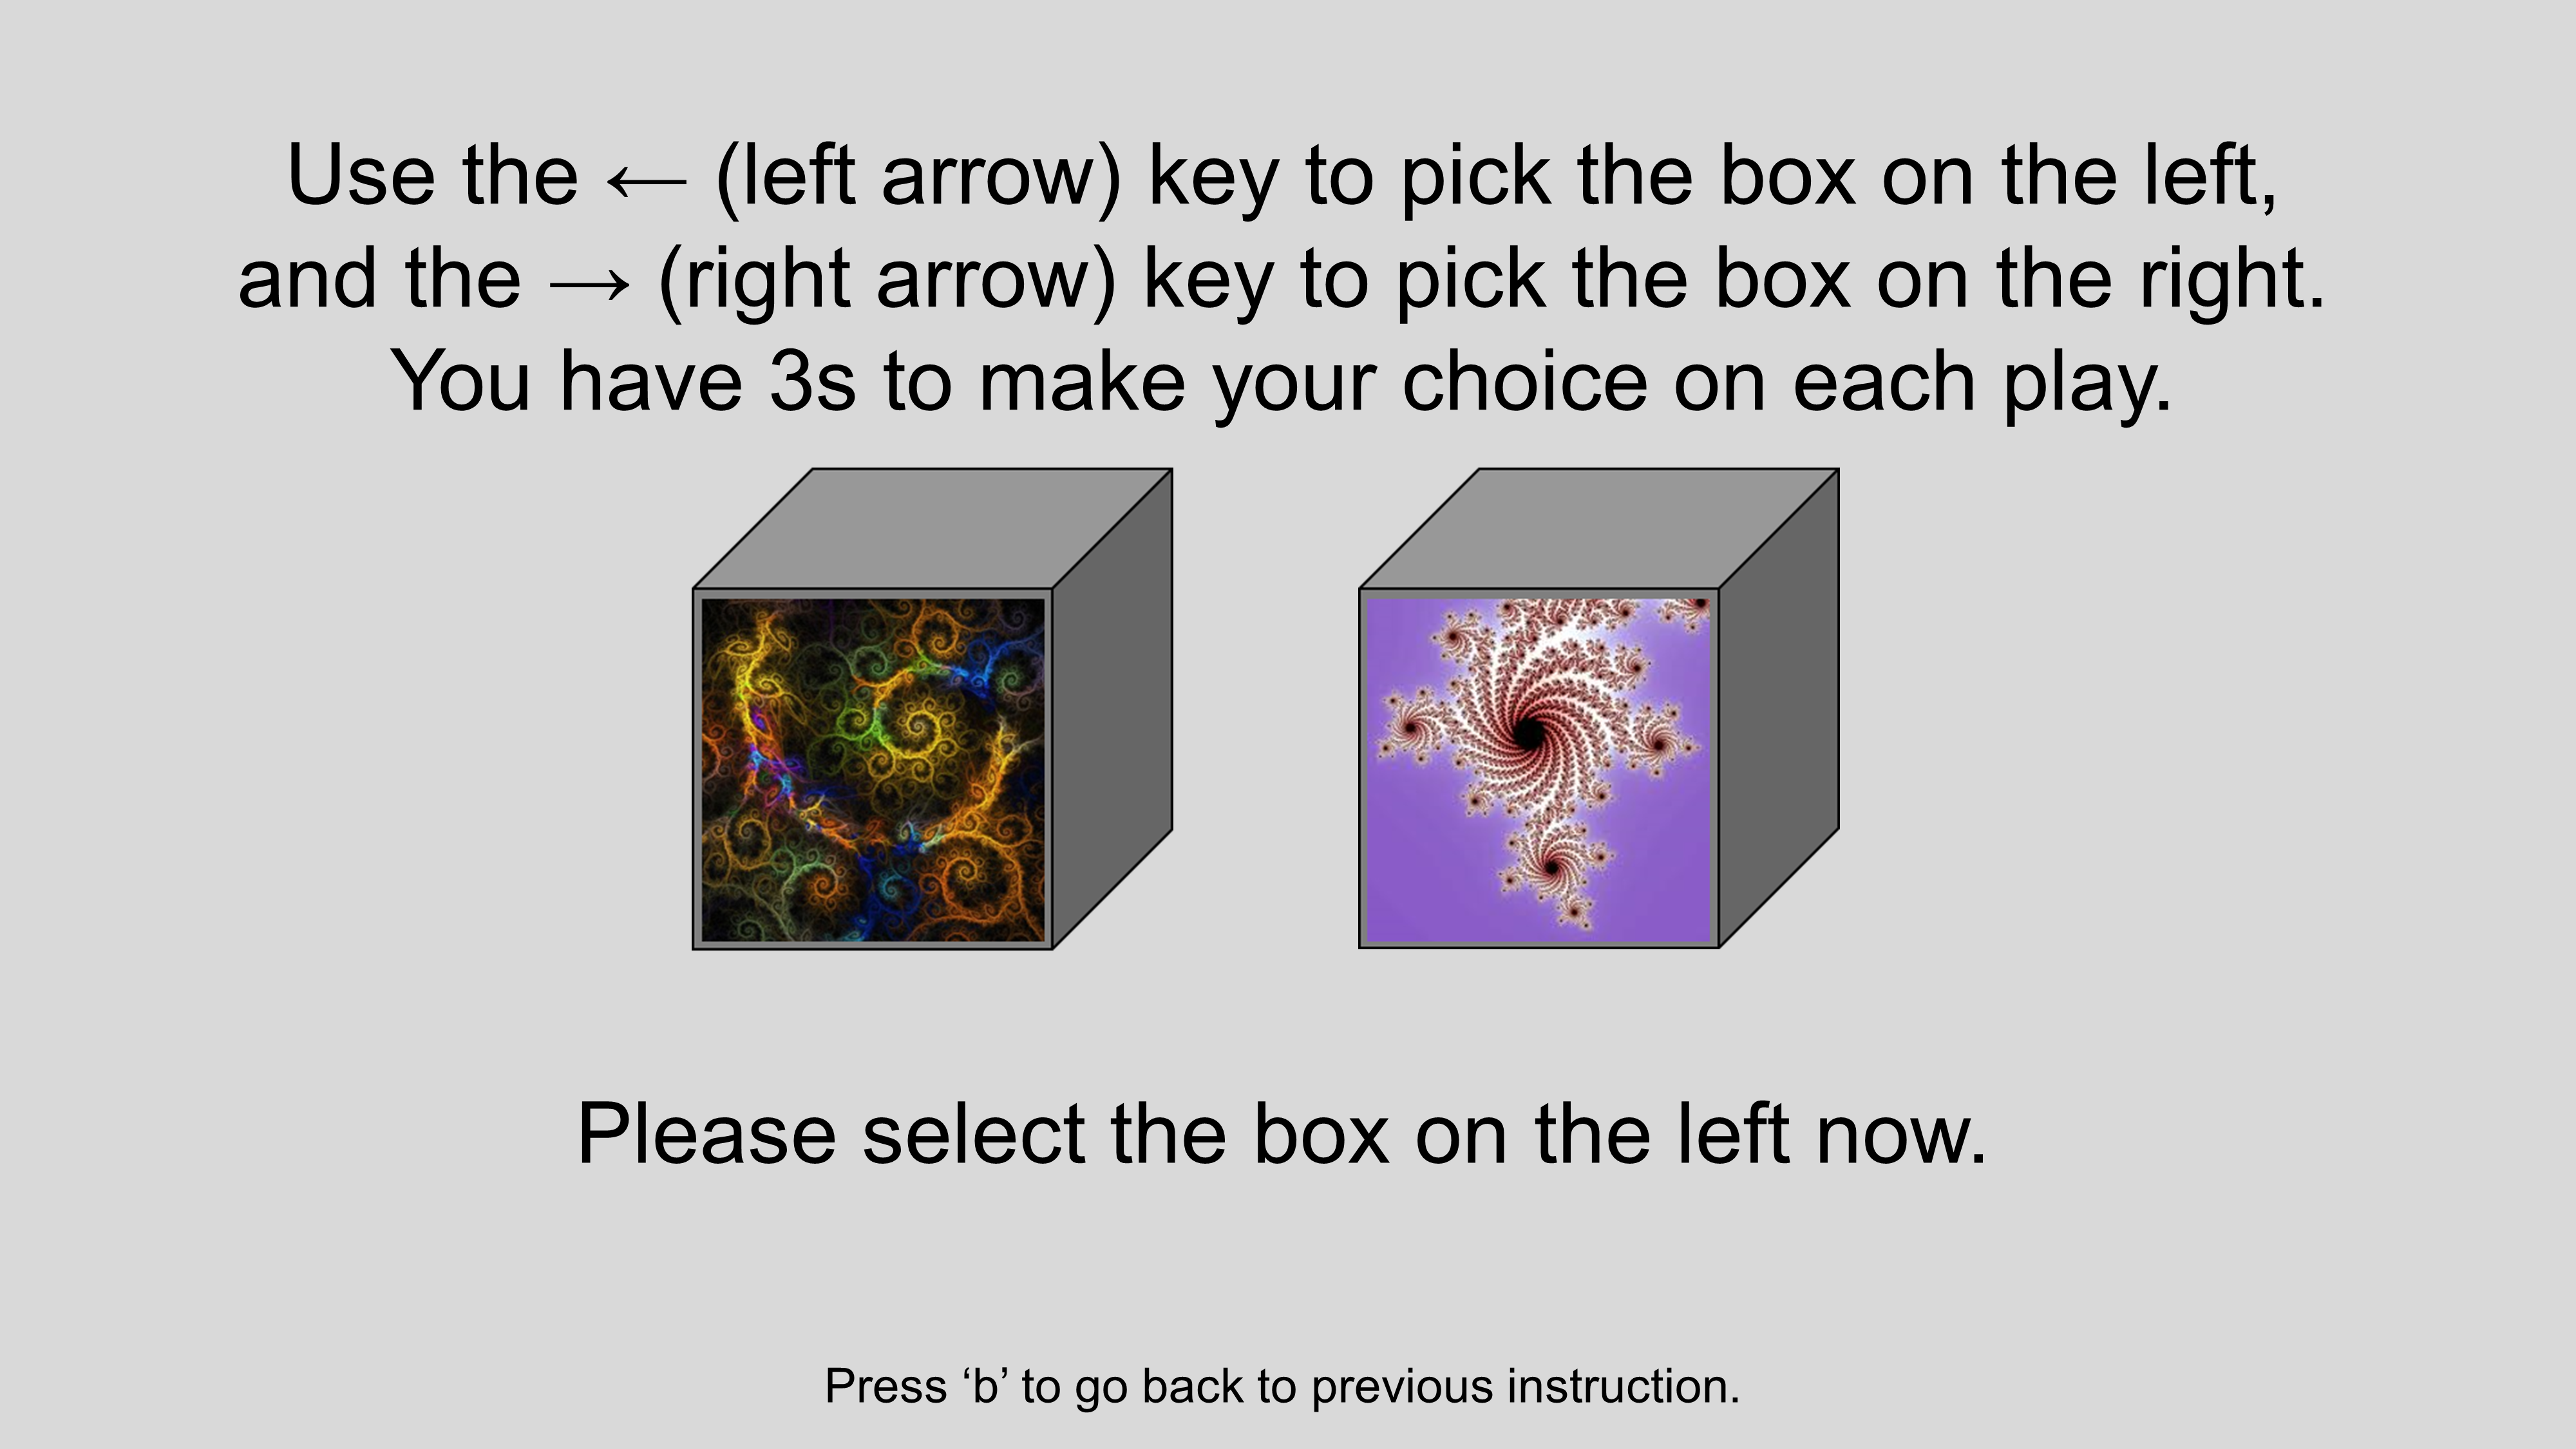 Use the ← (left arrow) key to pick the box on the left,
and the → (right arrow) key to pick the box on the right.
You have 3s to make your choice on each play.
Please select the box on the left now.
Press ‘b’ to go back to previous instruction.